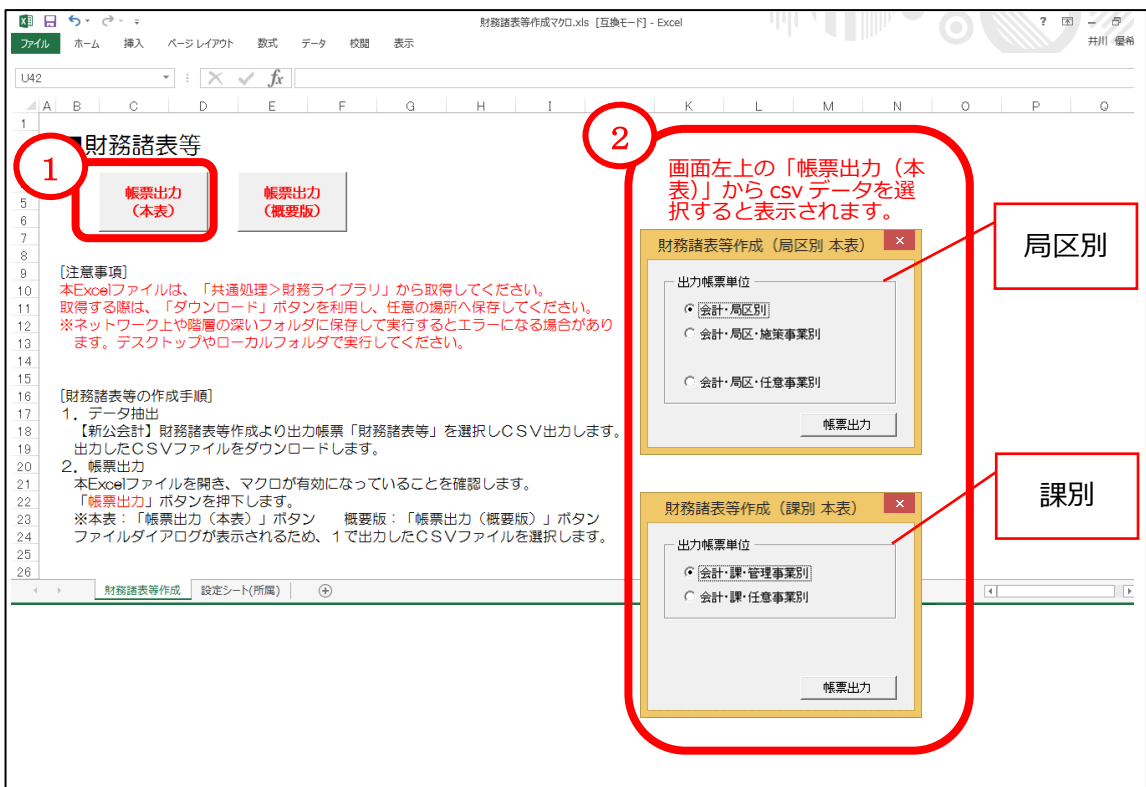 財務諸表等作成マクロ.xls [互換モード] - Excel
ファイル ホーム 挿入 ページ レイアウト 数式 データ 校閲 表示
井川 優希
U42
fx
A B C D E F G H I K L M N O P Q
1
■財務諸表等
①
帳票出力
（本表）
帳票出力
（概要版）
5
6
7
8
9 [注意事項]
10 本Excelファイルは、「共通処理＞財務ライブラリ」から取得してください。
11 取得する際は、「ダウンロード」ボタンを利用し、任意の場所へ保存してください。
12 ※ネットワーク上や階層の深いフォルダに保存して実行するとエラーになる場合があり
13 ます。デスクトップやローカルフォルダで実行してください。
14
15
16 [財務諸表等の作成手順]
17 １．データ抽出
18 【新公会計】財務諸表等作成より出力帳票「財務諸表等」を選択しＣＳＶ出力します。
19 出力したＣＳＶファイルをダウンロードします。
20 ２．帳票出力
21 本Excelファイルを開き、マクロが有効になっていることを確認します。
22 「帳票出力」ボタンを押下します。
23 ※本表：「帳票出力（本表）」ボタン　概要版：「帳票出力（概要版）」ボタン
24 ファイルダイアログが表示されるため、１で出力したＣＳＶファイルを選択します。
25
26
財務諸表等作成 設定シート(所属)
②
画面左上の「帳票出力（本
表）」から csv データを選
択すると表示されます。
財務諸表等作成（局区別 本表）
出力帳票単位
会計・局区別
会計・局区・施策事業別
会計・局区・任意事業別
帳票出力
局区別
財務諸表等作成（課別 本表）
出力帳票単位
会計・課・管理事業別
会計・課・任意事業別
帳票出力
課別